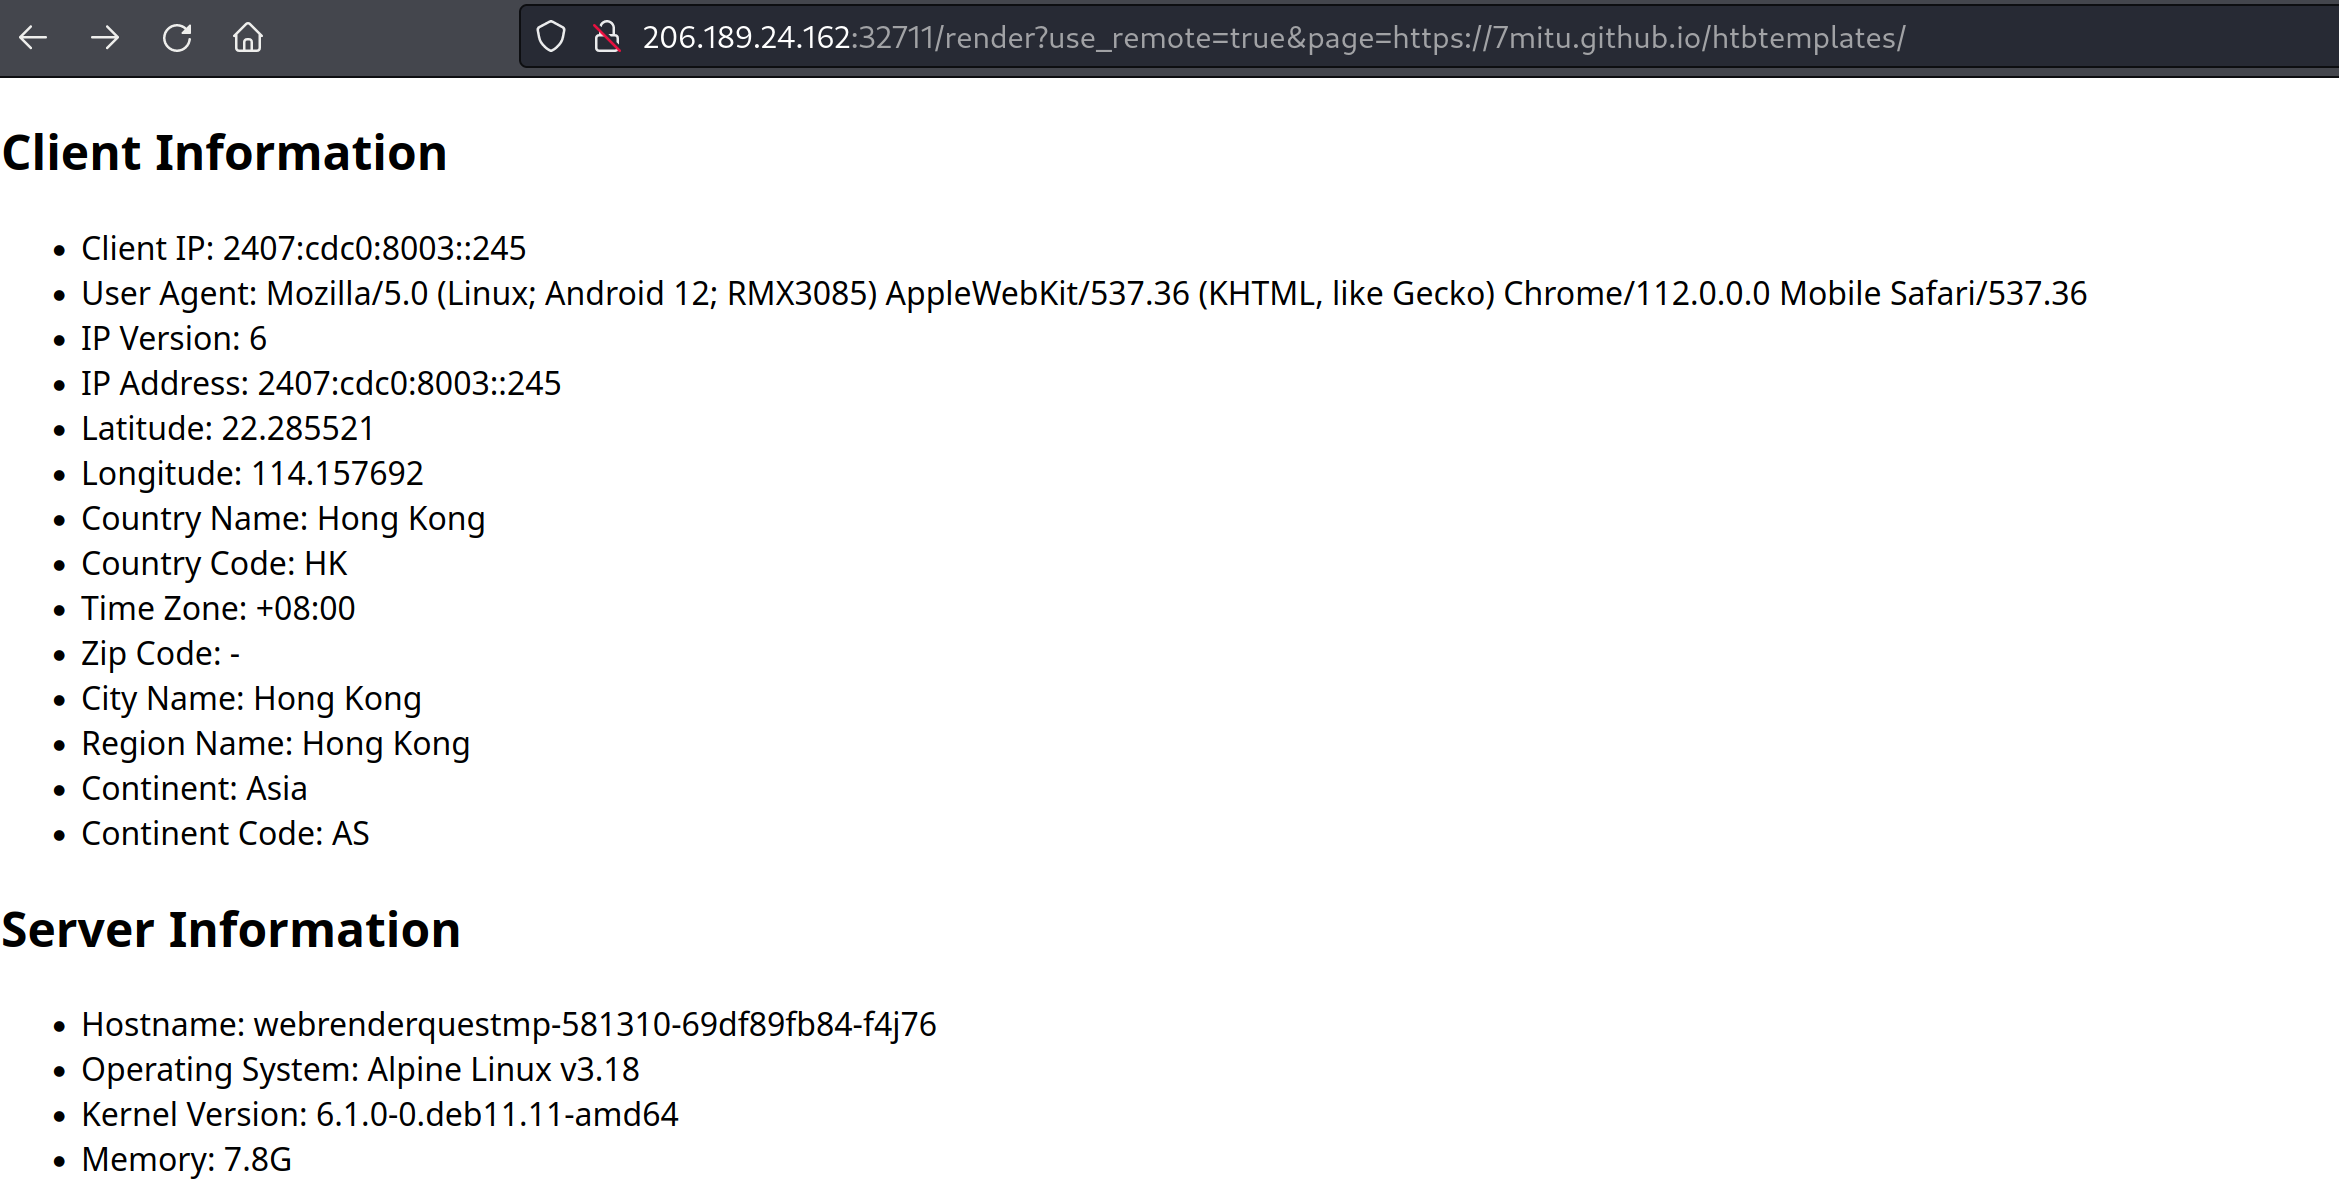 206.189.24.162:32711/render?use_remote=true&page=https://7mitu.github.io/htbtemplates/
Client Information
Client IP: 2407:cdc0:8003::245
User Agent: Mozilla/5.0 (Linux; Android 12; RMX3085) AppleWebKit/537.36 (KHTML, like Gecko) Chrome/112.0.0.0 Mobile Safari/537.36
IP Version: 6
IP Address: 2407:cdc0:8003::245
Latitude: 22.285521
Longitude: 114.157692
Country Name: Hong Kong
Country Code: HK
Time Zone: +08:00
Zip Code: -
City Name: Hong Kong
Region Name: Hong Kong
Continent: Asia
Continent Code: AS
Server Information
Hostname: webrenderquestmp-581310-69df89fb84-f4j76
Operating System: Alpine Linux v3.18
Kernel Version: 6.1.0-0.deb11.11-amd64
Memory: 7.8G